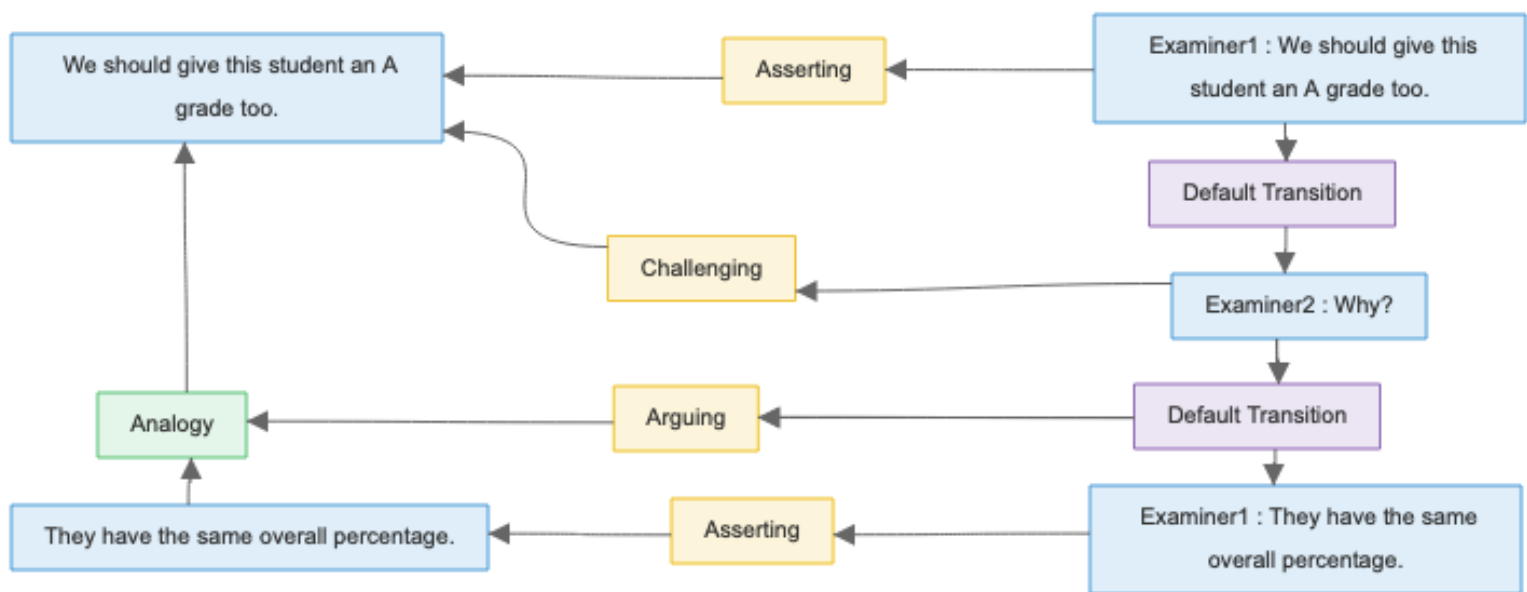 We should give this student an A
grade too.
Asserting
Examiner1 : We should give this
student an A grade too.
Default Transition
Challenging
Examiner2 : Why?
Analogy
Arguing
Default Transition
They have the same overall percentage.
Asserting
Examiner1 : They have the same
overall percentage.